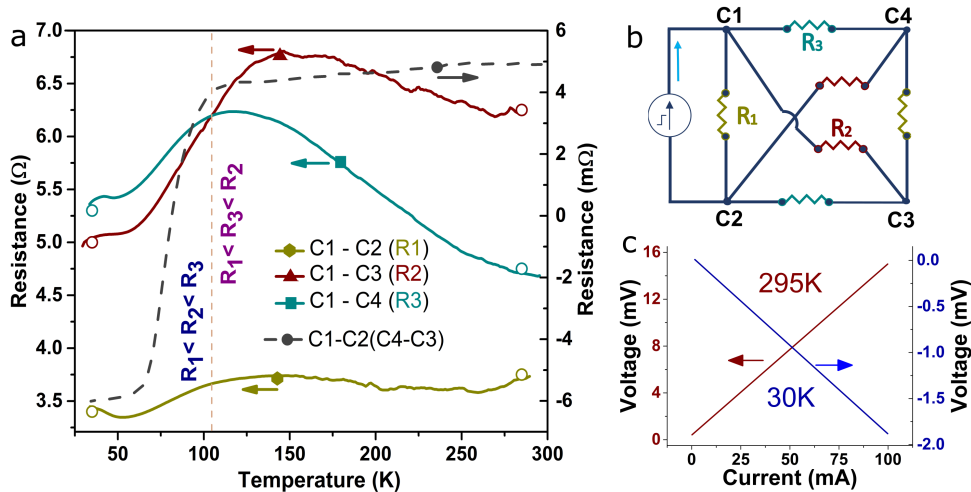 a
7.0
6.5
6.0
5.5
5.0
4.5
4.0
3.5
Resistance (Ω)
50 100 150 200 250 300
Temperature (K)
6
4
2
0
-2
-4
-6
Resistance (mΩ)
R1 < R2 < R3
R1 < R3 < R2
C1 - C2 (R1)
C1 - C3 (R2)
C1 - C4 (R3)
C1-C2(C4-C3)
b
C1 C4
R3
R1
R2
C2 C3
c
16
12
8
4
0
Voltage (mV)
295K
30K
0 25 50 75 100
Current (mA)
0.0
-0.5
-1.0
-1.5
-2.0
Voltage (mV)